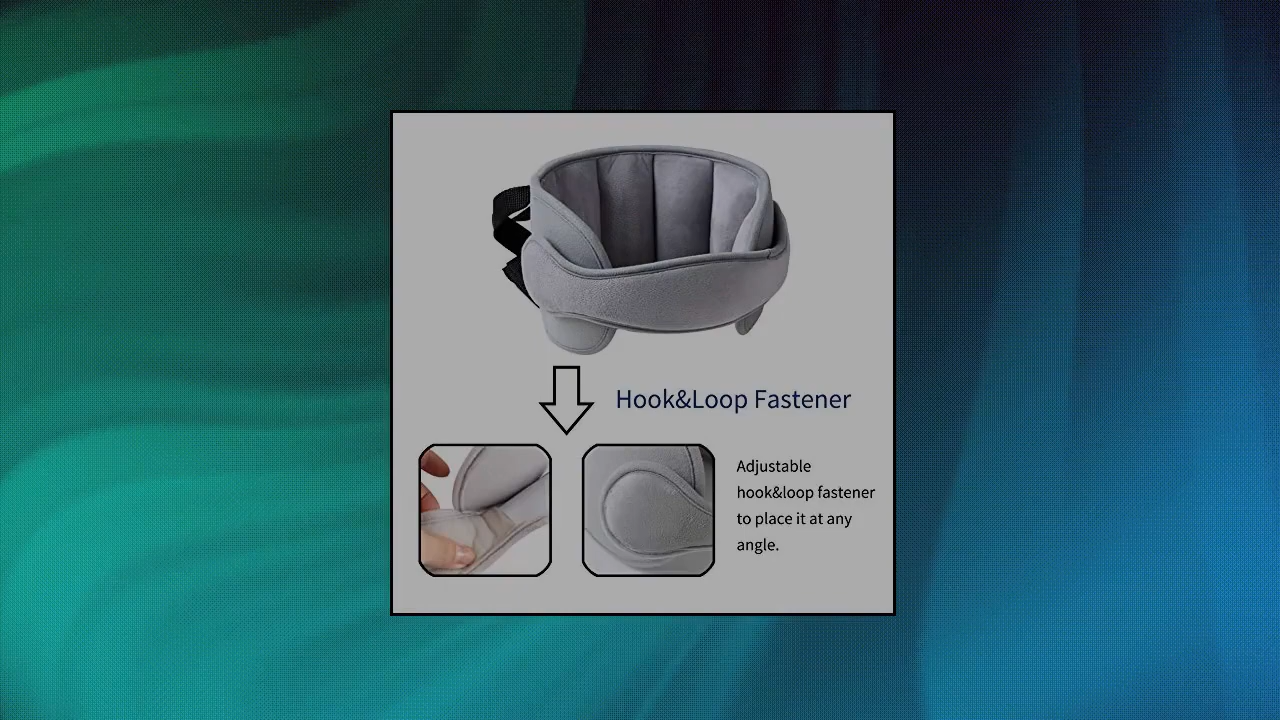 Hook&Loop Fastener
Adjustable
hook&loop fastener
to place it at any
angle.